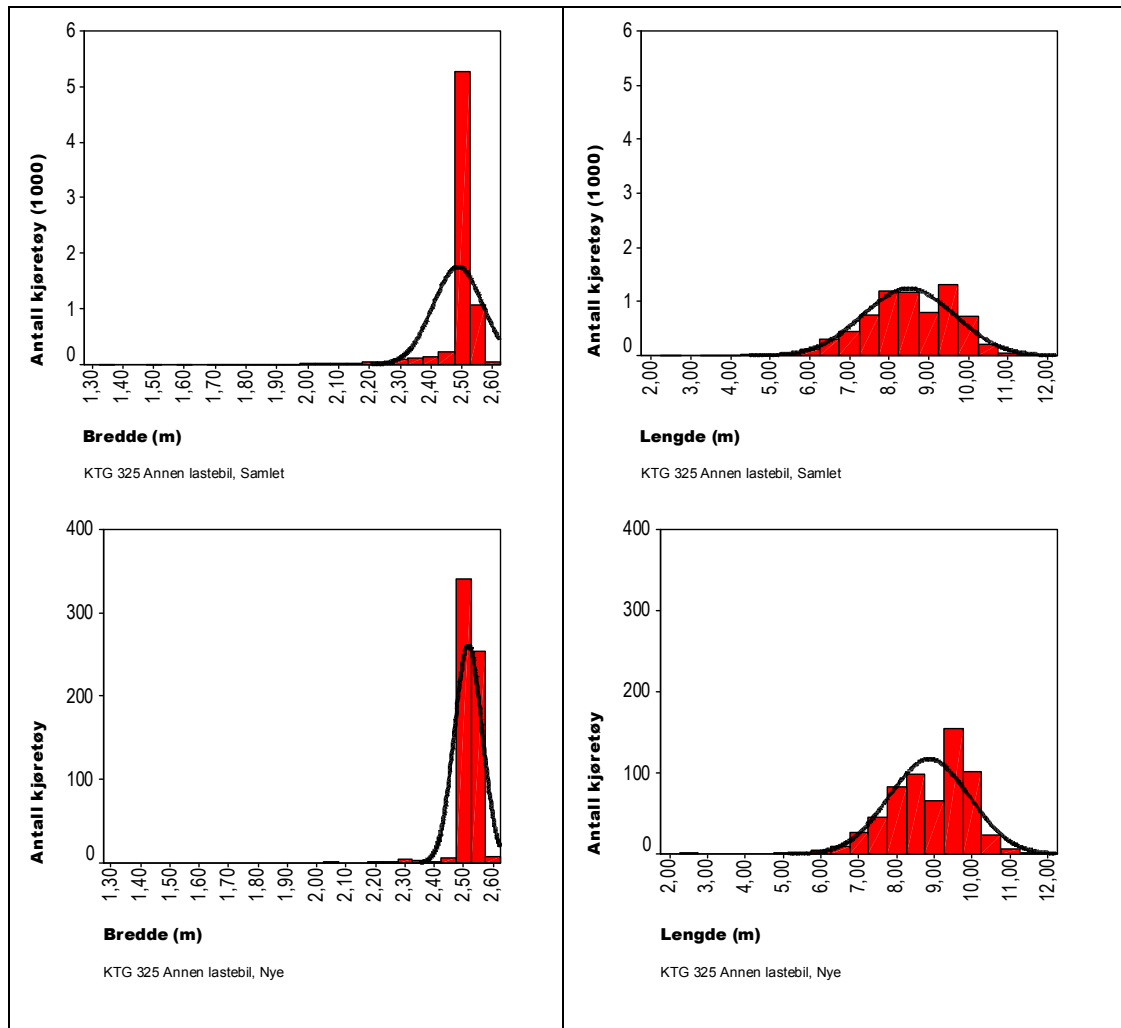 6
5
4
3
2
1
0
Antall kjøretøy (1000)
1,30 1,40 1,50 1,60 1,70 1,80 1,90 2,00 2,10 2,20 2,30 2,40 2,50 2,60
Bredde (m)
KTG 325 Annen lastebil, Samlet
6
5
4
3
2
1
0
Antall kjøretøy (1000)
2,00 3,00 4,00 5,00 6,00 7,00 8,00 9,00 10,00 11,00 12,00
Lengde (m)
KTG 325 Annen lastebil, Samlet
400
300
200
100
0
Antall kjøretøy
1,30 1,40 1,50 1,60 1,70 1,80 1,90 2,00 2,10 2,20 2,30 2,40 2,50 2,60
Bredde (m)
KTG 325 Annen lastebil, Nye
400
300
200
100
0
Antall kjøretøy
2,00 3,00 4,00 5,00 6,00 7,00 8,00 9,00 10,00 11,00 12,00
Lengde (m)
KTG 325 Annen lastebil, Nye